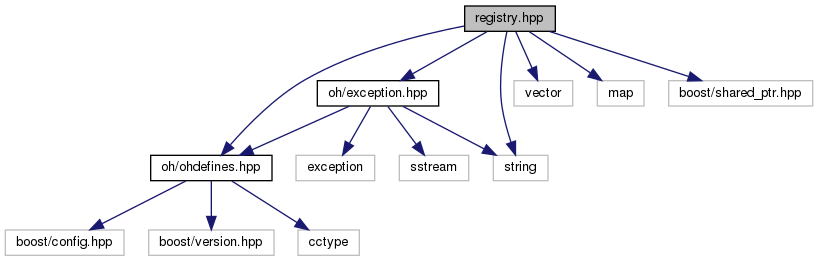 registry.hpp
oh/exception.hpp
vector
map
boost/shared_ptr.hpp
oh/ohdefines.hpp
exception
sstream
string
boost/config.hpp
boost/version.hpp
cctype